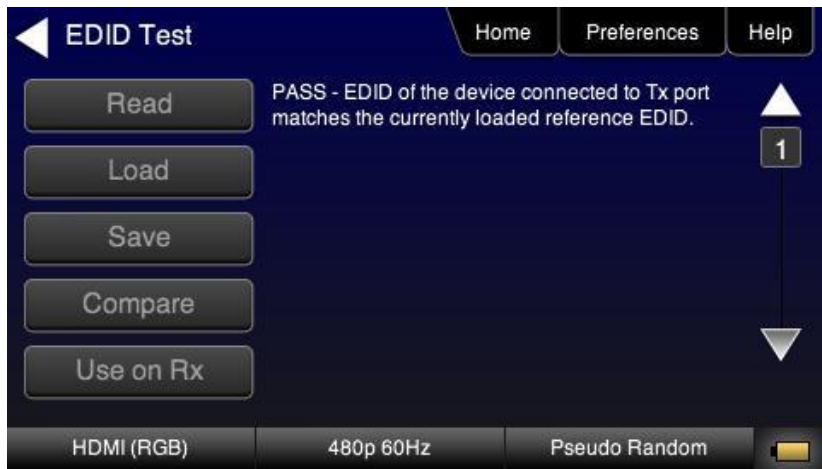 EDID Test
Home
Preferences
Help
Read
Load
Save
Compare
Use on Rx
PASS - EDID of the device connected to Tx port
matches the currently loaded reference EDID.
1
HDMI (RGB)
480p 60Hz
Pseudo Random